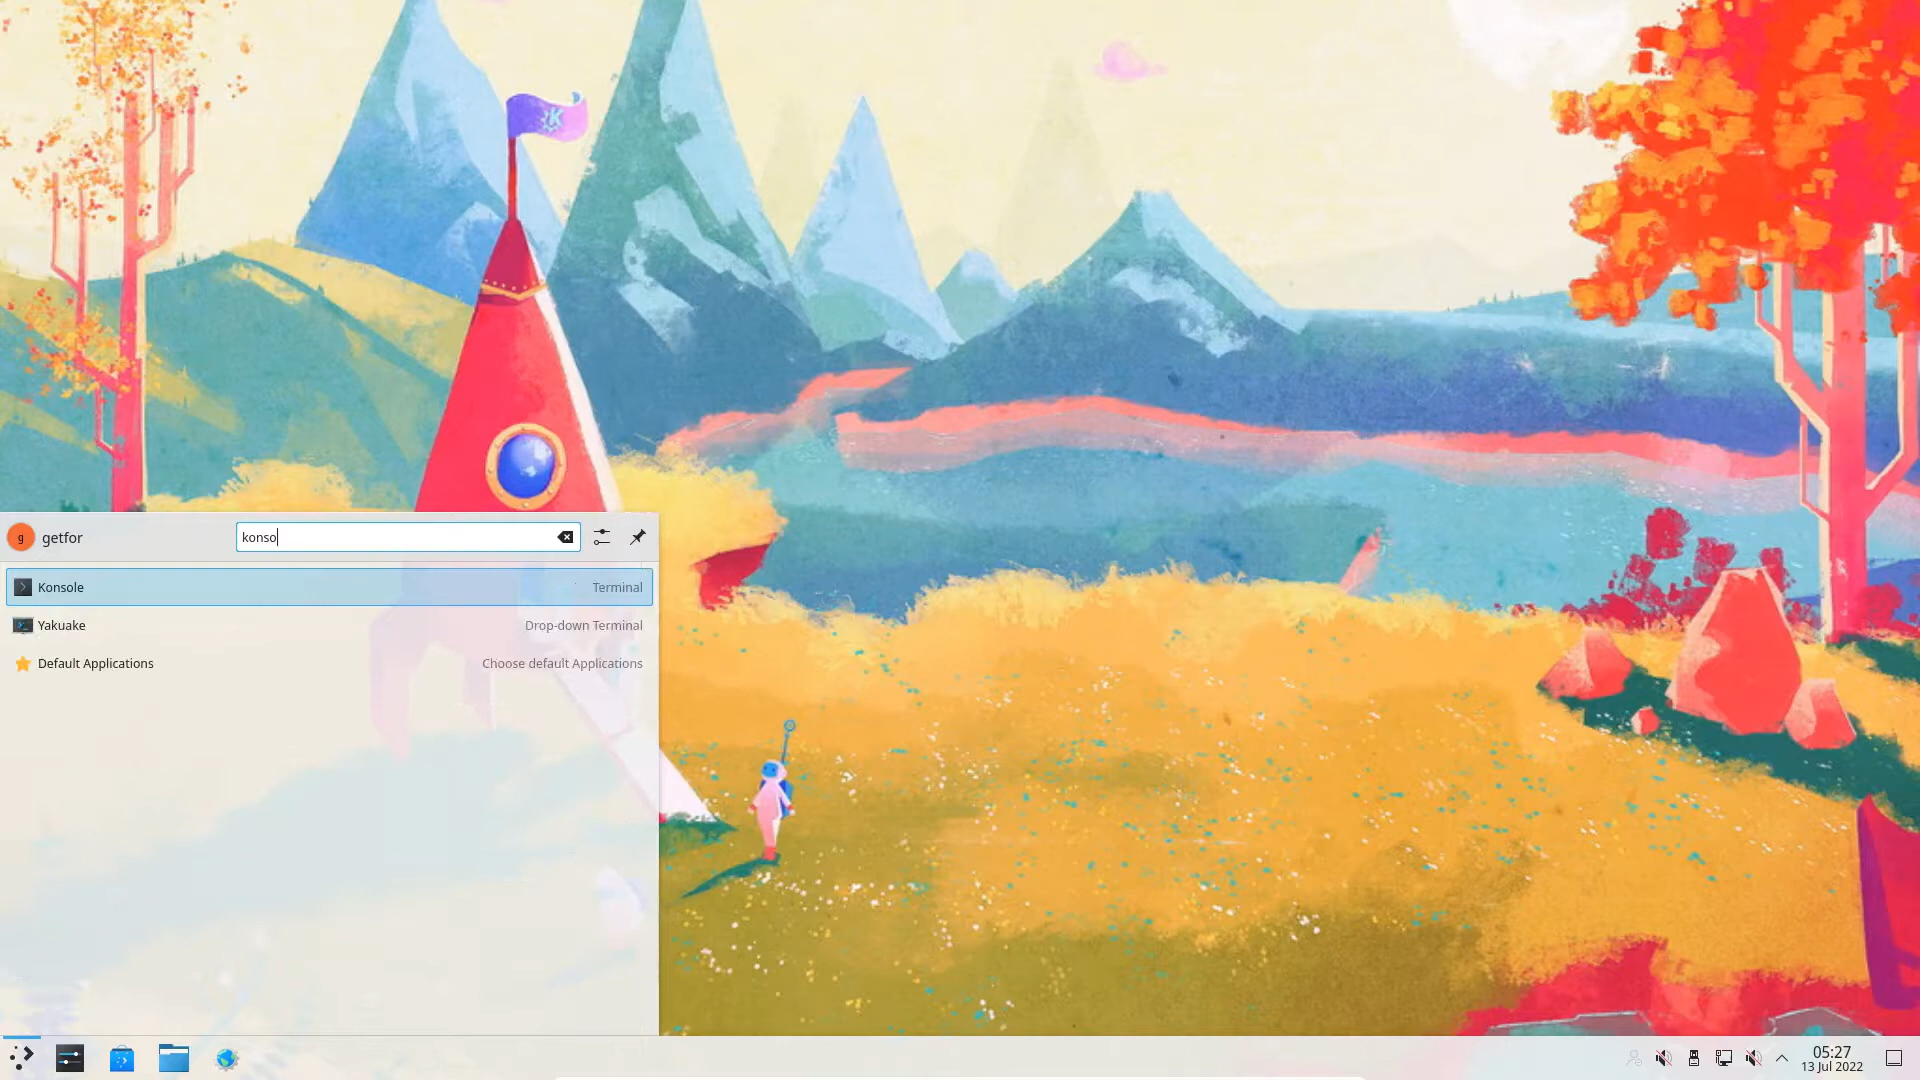 K
g
getfor
konso
Konsole
Terminal
Yakuake
Drop-down Terminal
Default Applications
Choose default Applications
05:27
13 Jul 2022